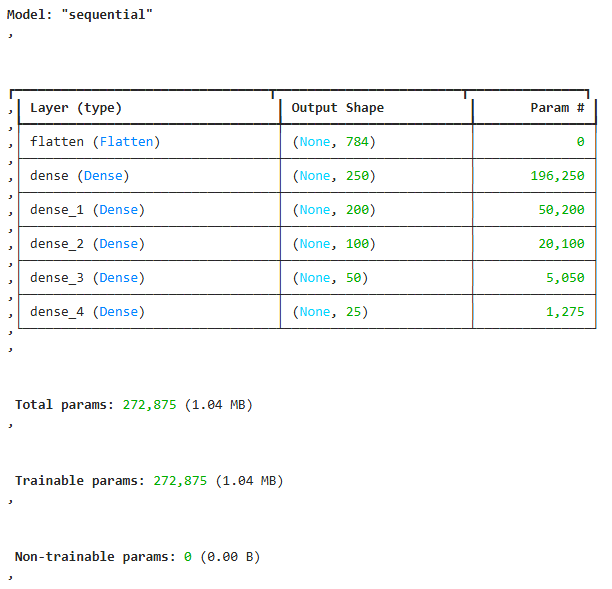 Model: "sequential"
,
, Layer (type) Output Shape Param #
,
, flatten (Flatten) (None, 784) 0
,
, dense (Dense) (None, 250) 196,250
,
, dense_1 (Dense) (None, 200) 50,200
,
, dense_2 (Dense) (None, 100) 20,100
,
, dense_3 (Dense) (None, 50) 5,050
,
, dense_4 (Dense) (None, 25) 1,275
,
,
Total params: 272,875 (1.04 MB)
,
Trainable params: 272,875 (1.04 MB)
,
Non-trainable params: 0 (0.00 B)
,